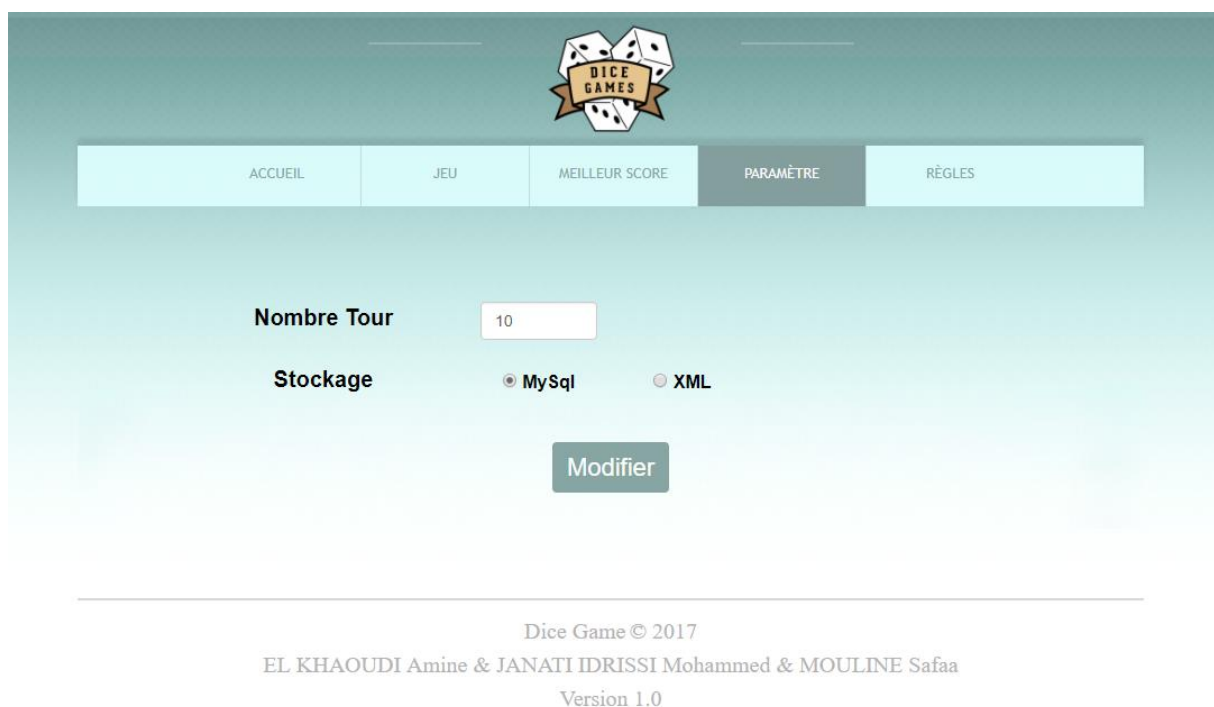 DICE
GAMES
ACCUEIL JEU MEILLEUR SCORE PARAMÈTRE RÈGLES
Nombre Tour 10
Stockage MySql XML
Modifier
Dice Game © 2017
EL KHAOUDI Amine & JANATI IDRISSI Mohammed & MOULINE Safaa
Version 1.0